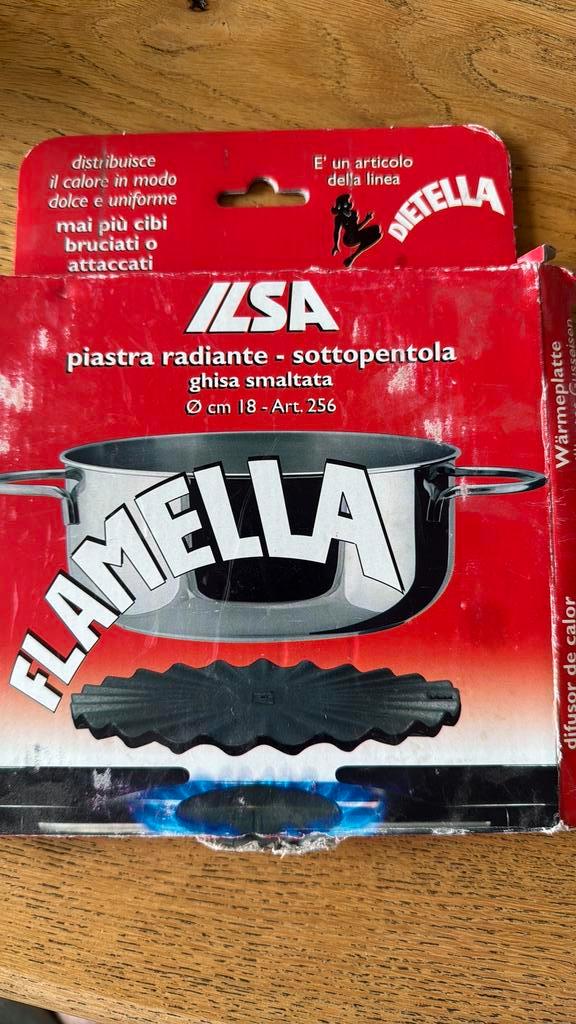 distribuisce
il calore in modo
dolce e uniforme
mai più cibi
bruciati o
attaccati
E' un articolo
della linea
DIETELLA
ILSA
piastra radiante - sottopentola
ghisa smaltata
Ø cm 18 - Art. 256
FLAMELLA
Wärmeplatte
Gusseisen
difusor de calor